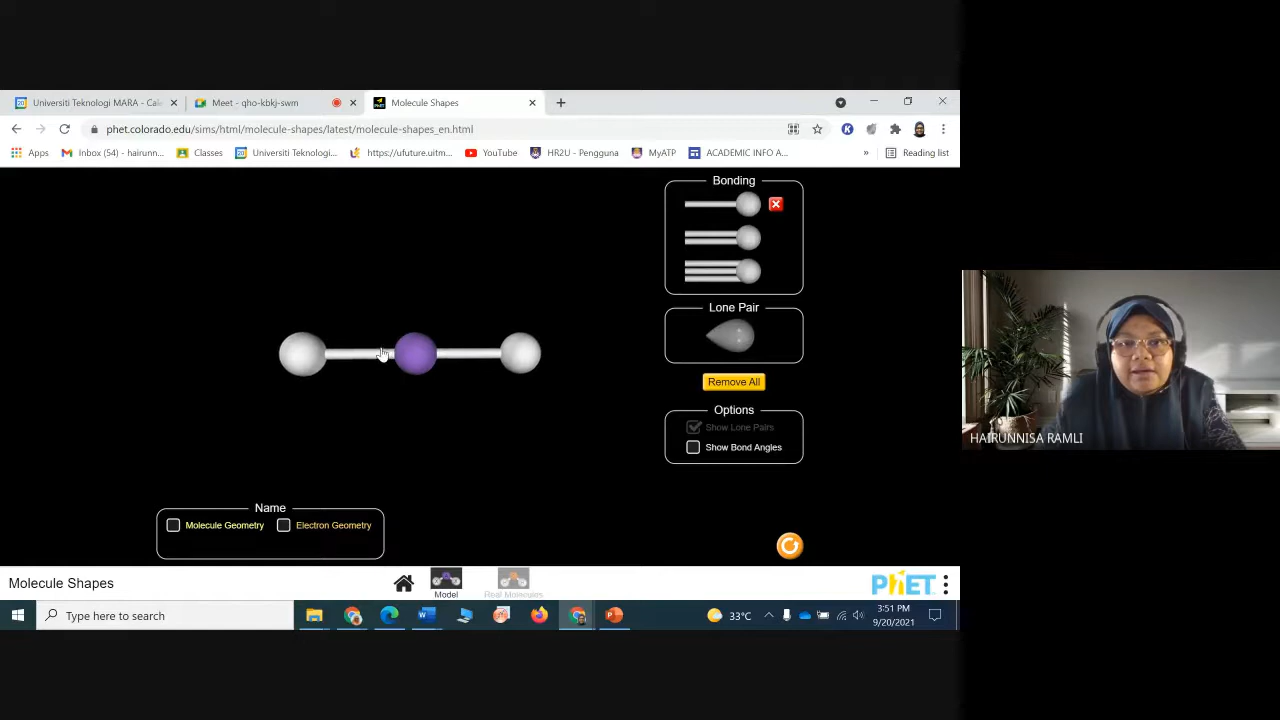 Universiti Teknologi MARA - Cale
Meet - qho-kbkj-swm
Molecule Shapes
phet.colorado.edu/sims/html/molecule-shapes/latest/molecule-shapes_en.html
Apps
Inbox (54) - hairunn...
Classes
Universiti Teknologi...
https://ufuture.uitm...
YouTube
HR2U - Pengguna
MyATP
ACADEMIC INFO A...
»
Reading list
Bonding
Lone Pair
Remove All
Options
Show Lone Pairs
Show Bond Angles
HAIRUNNISA RAMLI
Name
Molecule Geometry
Electron Geometry
Molecule Shapes
Model
Real Molecules
PhET
Type here to search
33°C
3:51 PM
9/20/2021